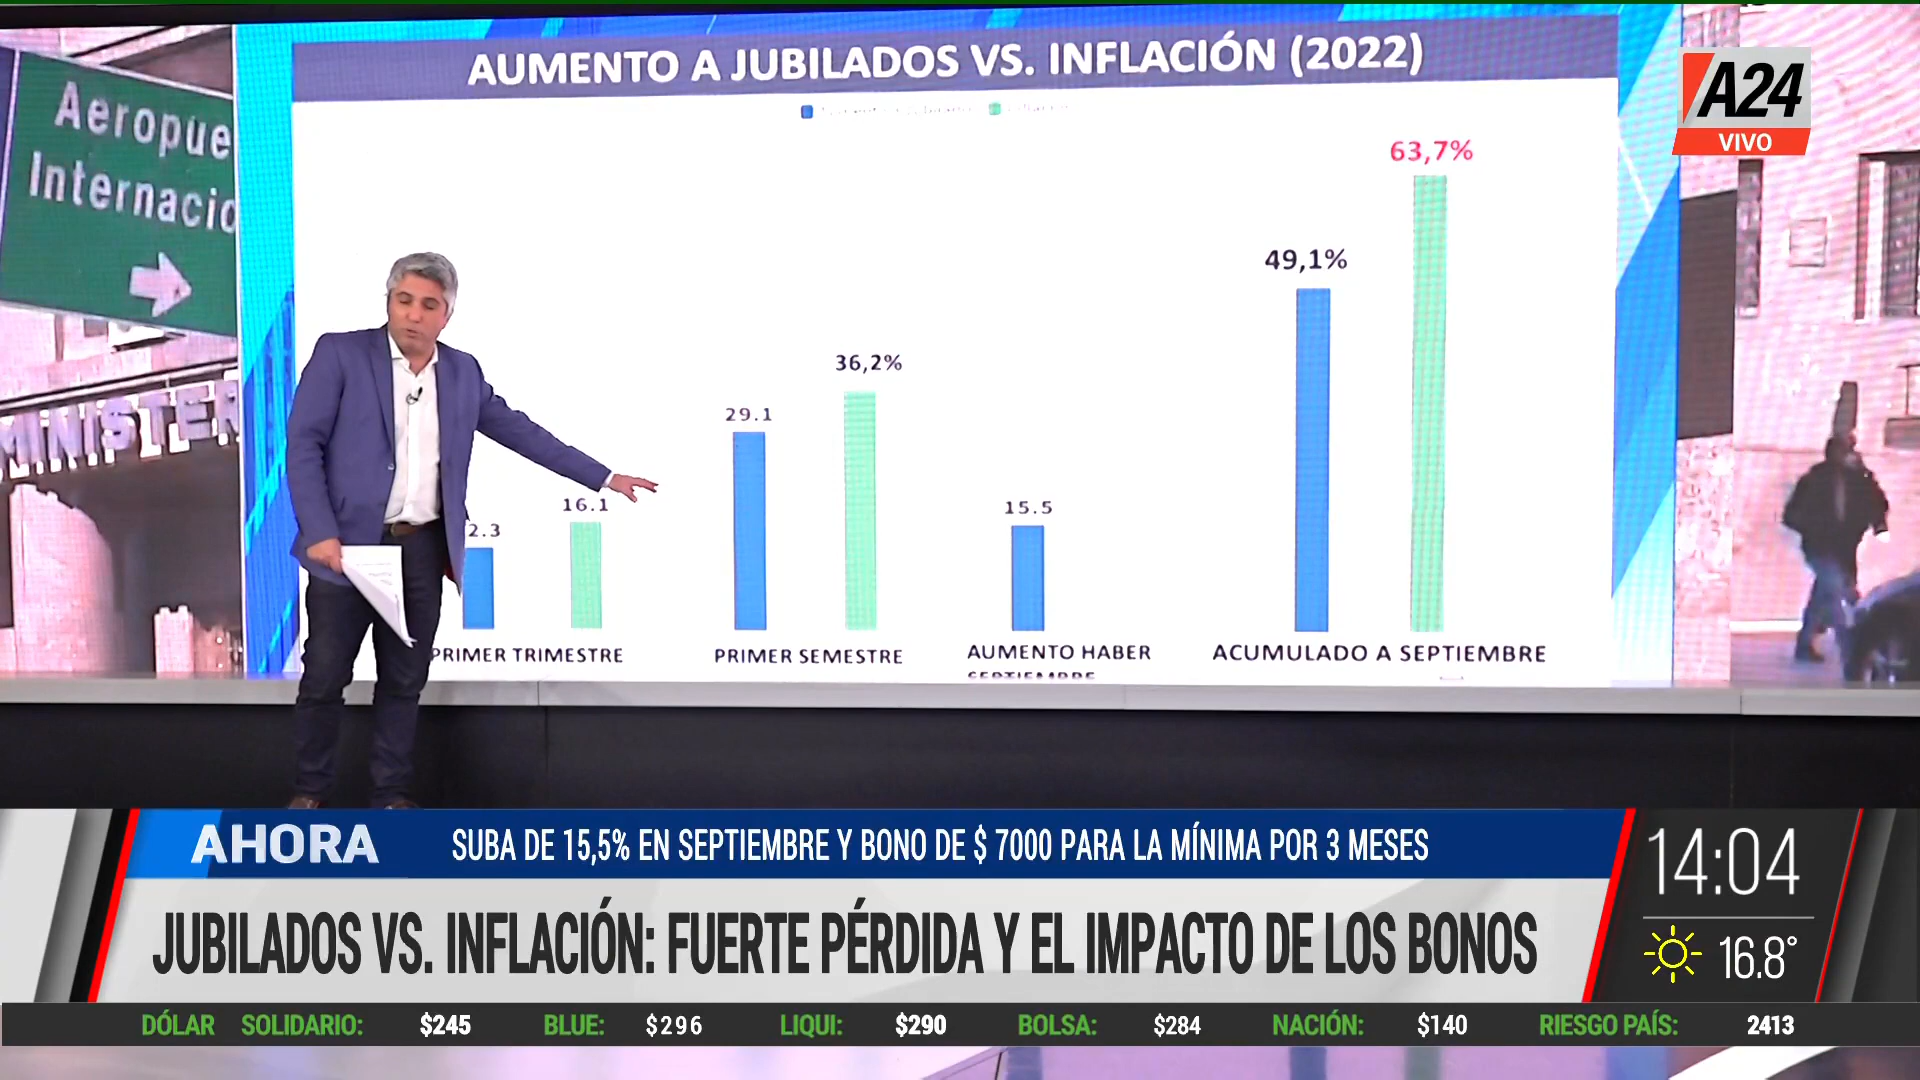 Aeropue
Internacio
MINISTER
AUMENTO A JUBILADOS VS. INFLACIÓN (2022)
A24
VIVO
63,7%
49,1%
36,2%
29.1
16.1
15.5
2.3
PRIMER TRIMESTRE
PRIMER SEMESTRE
AUMENTO HABER
SEPTIEMBRE
ACUMULADO A SEPTIEMBRE
AHORA
SUBA DE 15,5% EN SEPTIEMBRE Y BONO DE $ 7000 PARA LA MÍNIMA POR 3 MESES
14:04
JUBILADOS VS. INFLACIÓN: FUERTE PÉRDIDA Y EL IMPACTO DE LOS BONOS
16.8°
DÓLAR SOLIDARIO: $245 BLUE: $296 LIQUI: $290 BOLSA: $284 NACIÓN: $140 RIESGO PAÍS: 2413